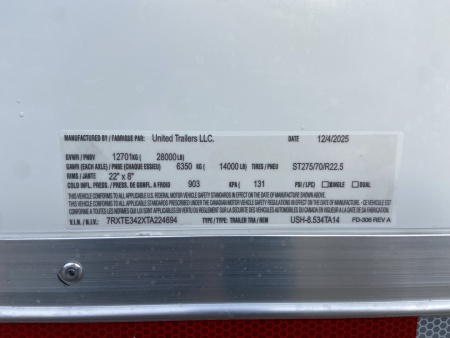 MANUFACTURED BY / FABRIQUE PAR: United Trailers LLC. DATE 12/4/2025
GVWR / PNBV 12701 KG ( 28000 LB)
GAWR (EACH AXLE) / PNBE (CHAQUE ESSIEU) 6350 KG ( 14000 LB) TIRES / PNEU ST275/70/R22.5
RIMS / JANTE 22" x 8"
COLD INFL. PRESS./ PRESS. DE GONFL. A FROID 903 KPA ( 131 PSI / LPC) SINGLE DUAL
THIS VEHICLE CONFORMS TO ALL APPLICABLE U.S. FEDERAL MOTOR VEHICLE SAFETY STANDARDS IN EFFECT ON THE DATE OF MANUFACTURE SHOWN ABOVE.
V.I.N. / N.I.V.: 7RXTE342XTA224694 TYPE / TYPE: TRAILER TRA / REM USH-8.534TA14 FD-306 REV A